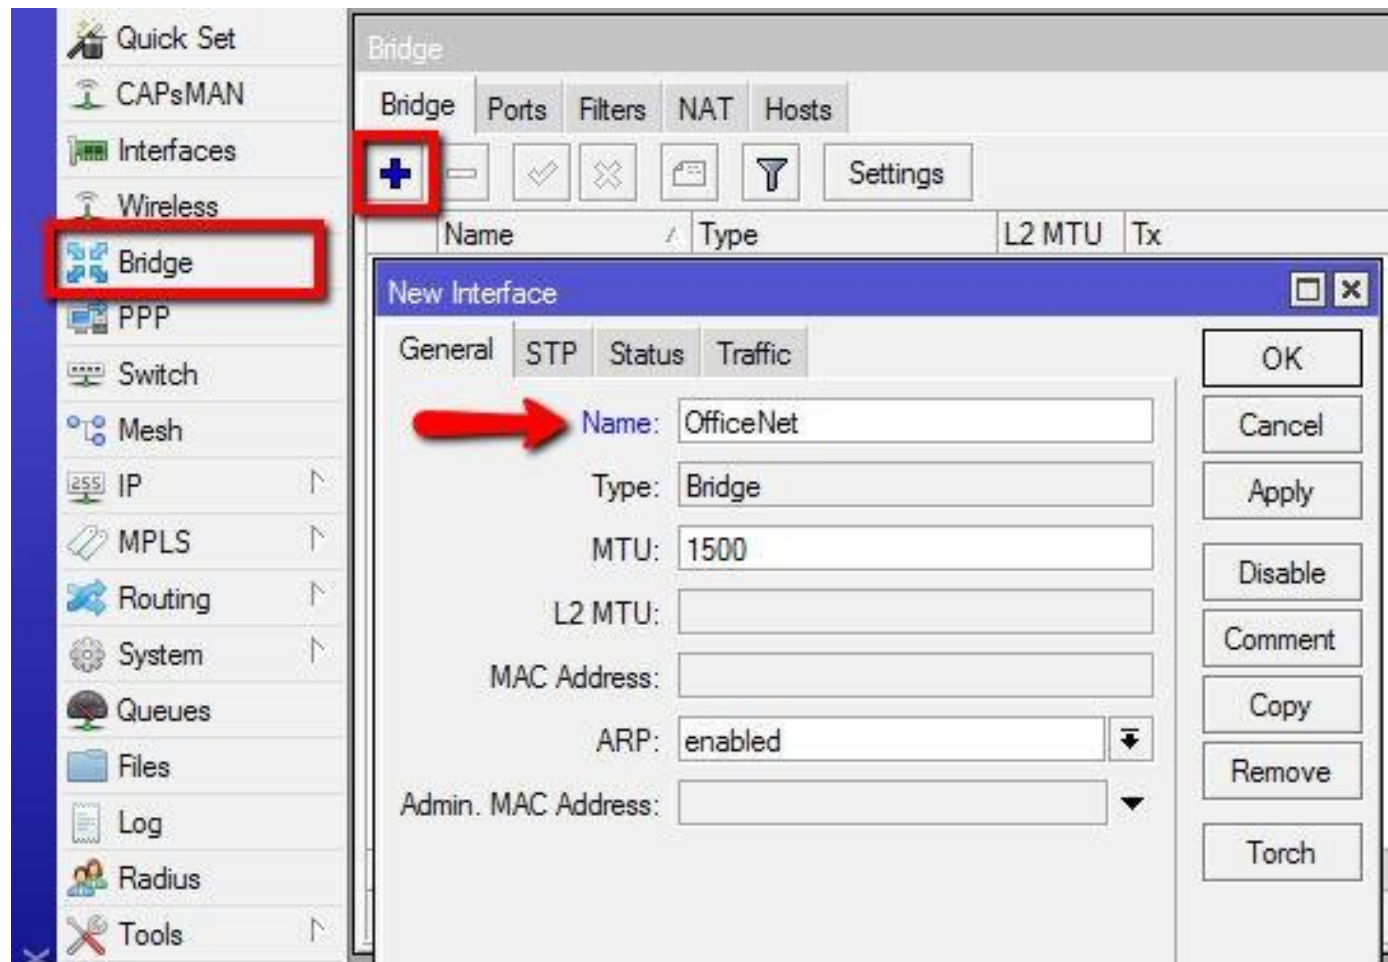 Quick Set
CAPsMAN
Interfaces
Wireless
Bridge
PPP
Switch
Mesh
255 IP
MPLS
Routing
System
Queues
Files
Log
Radius
Tools
Bridge
Bridge Ports Filters NAT Hosts
Settings
Name Type L2 MTU Tx
New Interface
General STP Status Traffic
Name: OfficeNet
Type: Bridge
MTU: 1500
L2 MTU:
MAC Address:
ARP: enabled
Admin. MAC Address:
OK
Cancel
Apply
Disable
Comment
Copy
Remove
Torch